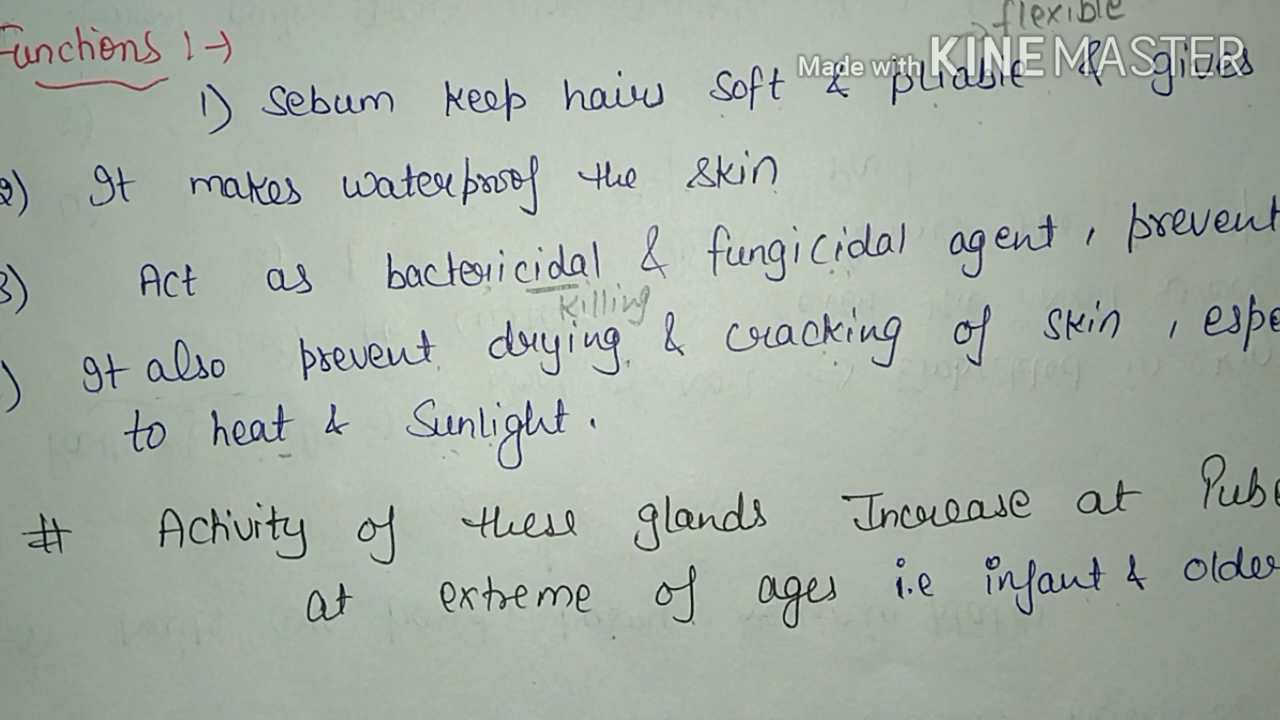 flexible
Made with KINEMASTER
Functions :→
1) Sebum keep hairs soft & pliable & gives
2) It makes waterproof the skin
3) Act as bactericidal & fungicidal agent, prevent
killing
) It also prevent drying & cracking of skin, espe
to heat & Sunlight.
# Activity of these glands Increase at Pube
at extreme of ages i.e infant & older